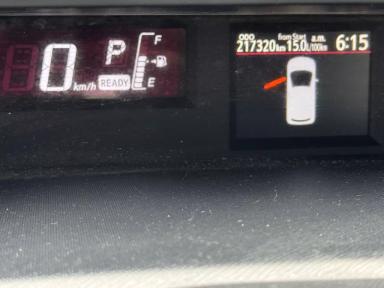 0 km/h P READY F E
ODO from Start a.m.
217320km 15.0L/100km 6:15